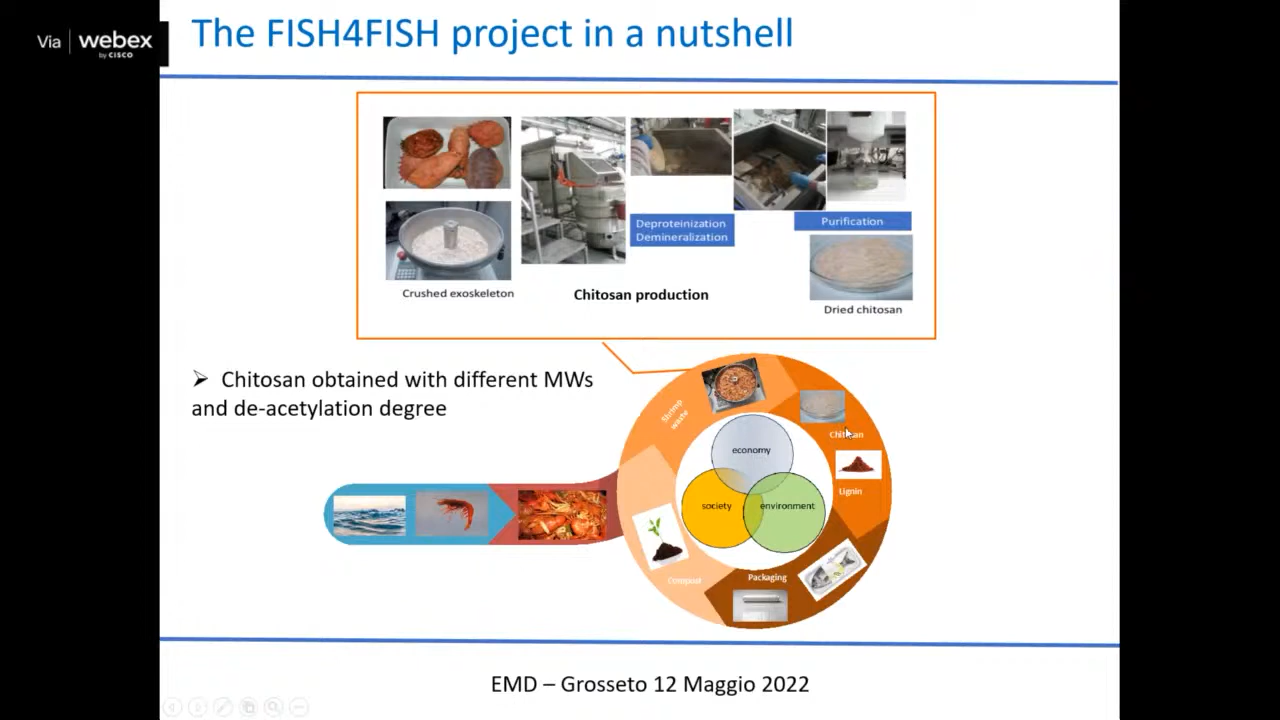 Via webex
by CISCO
The FISH4FISH project in a nutshell
Deproteinization
Demineralization
Purification
Crushed exoskeleton
Chitosan production
Dried chitosan
➢ Chitosan obtained with different MWs
and de-acetylation degree
Shrimp
waste
Chitosan
Lignin
economy
society
environment
Compost
Packaging
EMD – Grosseto 12 Maggio 2022